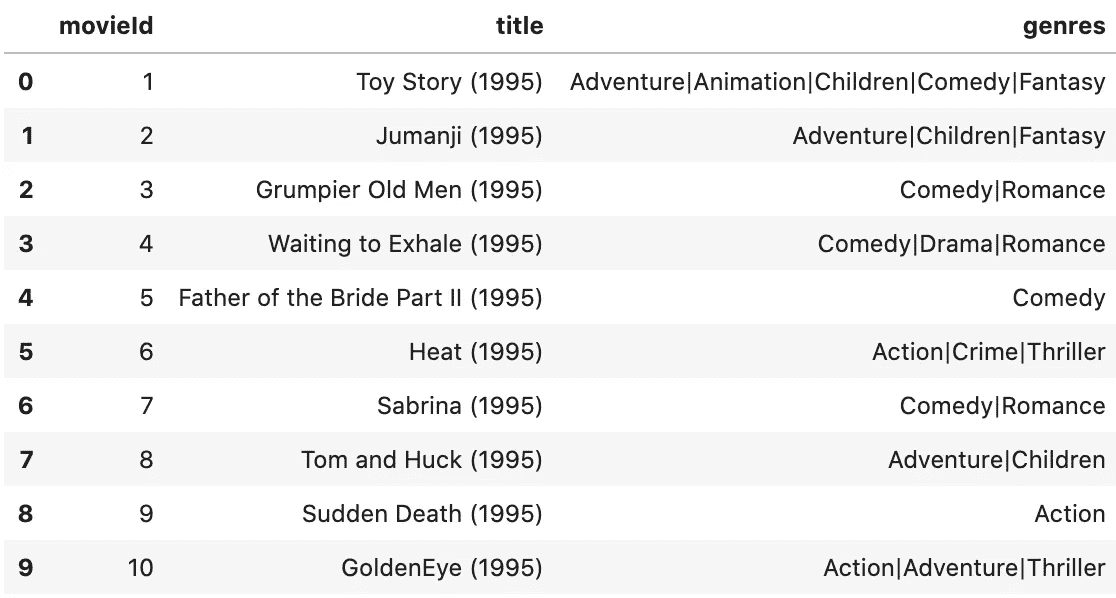 movieId title genres
0 1 Toy Story (1995) Adventure|Animation|Children|Comedy|Fantasy
1 2 Jumanji (1995) Adventure|Children|Fantasy
2 3 Grumpier Old Men (1995) Comedy|Romance
3 4 Waiting to Exhale (1995) Comedy|Drama|Romance
4 5 Father of the Bride Part II (1995) Comedy
5 6 Heat (1995) Action|Crime|Thriller
6 7 Sabrina (1995) Comedy|Romance
7 8 Tom and Huck (1995) Adventure|Children
8 9 Sudden Death (1995) Action
9 10 GoldenEye (1995) Action|Adventure|Thriller